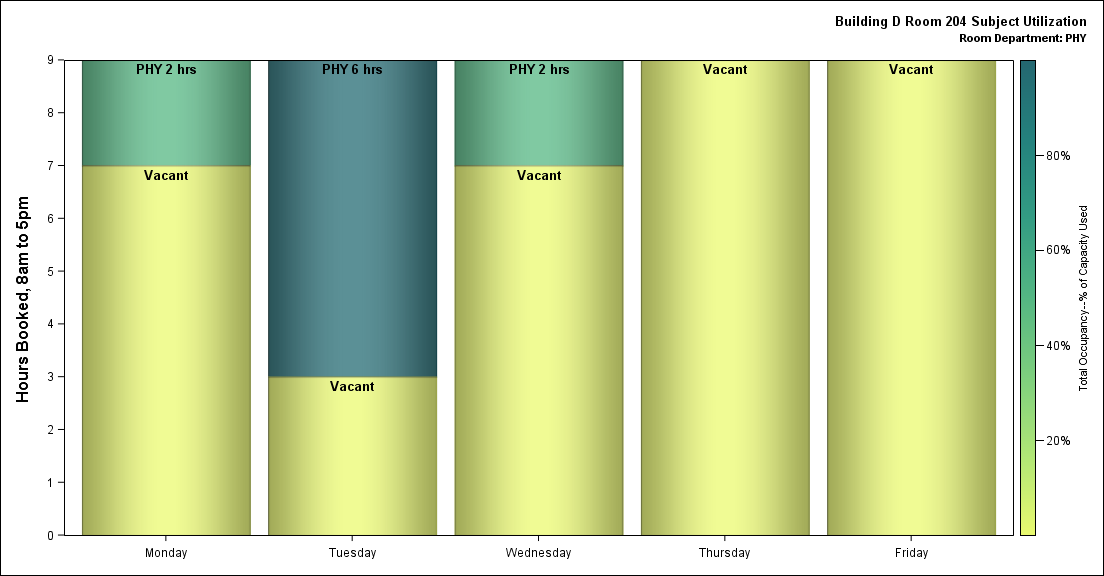 Building D Room 204 Subject Utilization
Room Department: PHY
Hours Booked, 8am to 5pm
9
8
7
6
5
4
3
2
1
0
PHY 2 hrs
Vacant
PHY 6 hrs
Vacant
PHY 2 hrs
Vacant
Vacant
Vacant
Monday
Tuesday
Wednesday
Thursday
Friday
80%
60%
40%
20%
Total Occupancy--% of Capacity Used